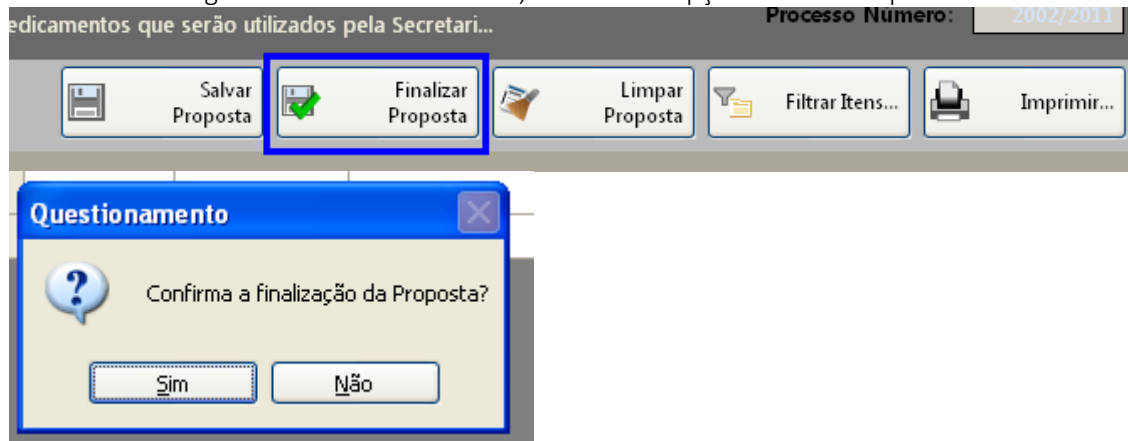 edicamentos que serão utilizados pela Secretari...
Processo Número: 2002/2011
Salvar
Proposta
Finalizar
Proposta
Limpar
Proposta
Filtrar Itens...
Imprimir...
Questionamento
Confirma a finalização da Proposta?
Sim
Não